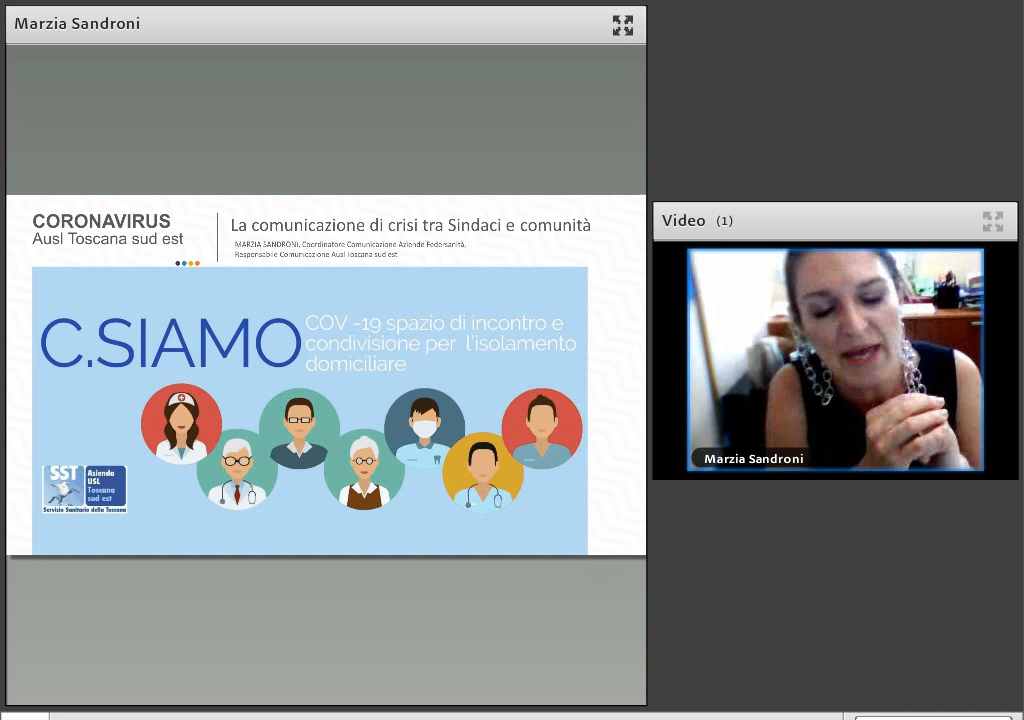 Marzia Sandroni
CORONAVIRUS
Ausl Toscana sud est
La comunicazione di crisi tra Sindaci e comunità
MARZIA SANDRONI, Coordinatore Comunicazione Aziende Federsanità,
Responsabile Comunicazione Ausl Toscana sud est
C.SIAMO
COV -19 spazio di incontro e
condivisione per l'isolamento
domiciliare
SST
Azienda
USL
Toscana
sud est
Servizio Sanitario della Toscana
Video (1)
Marzia Sandroni